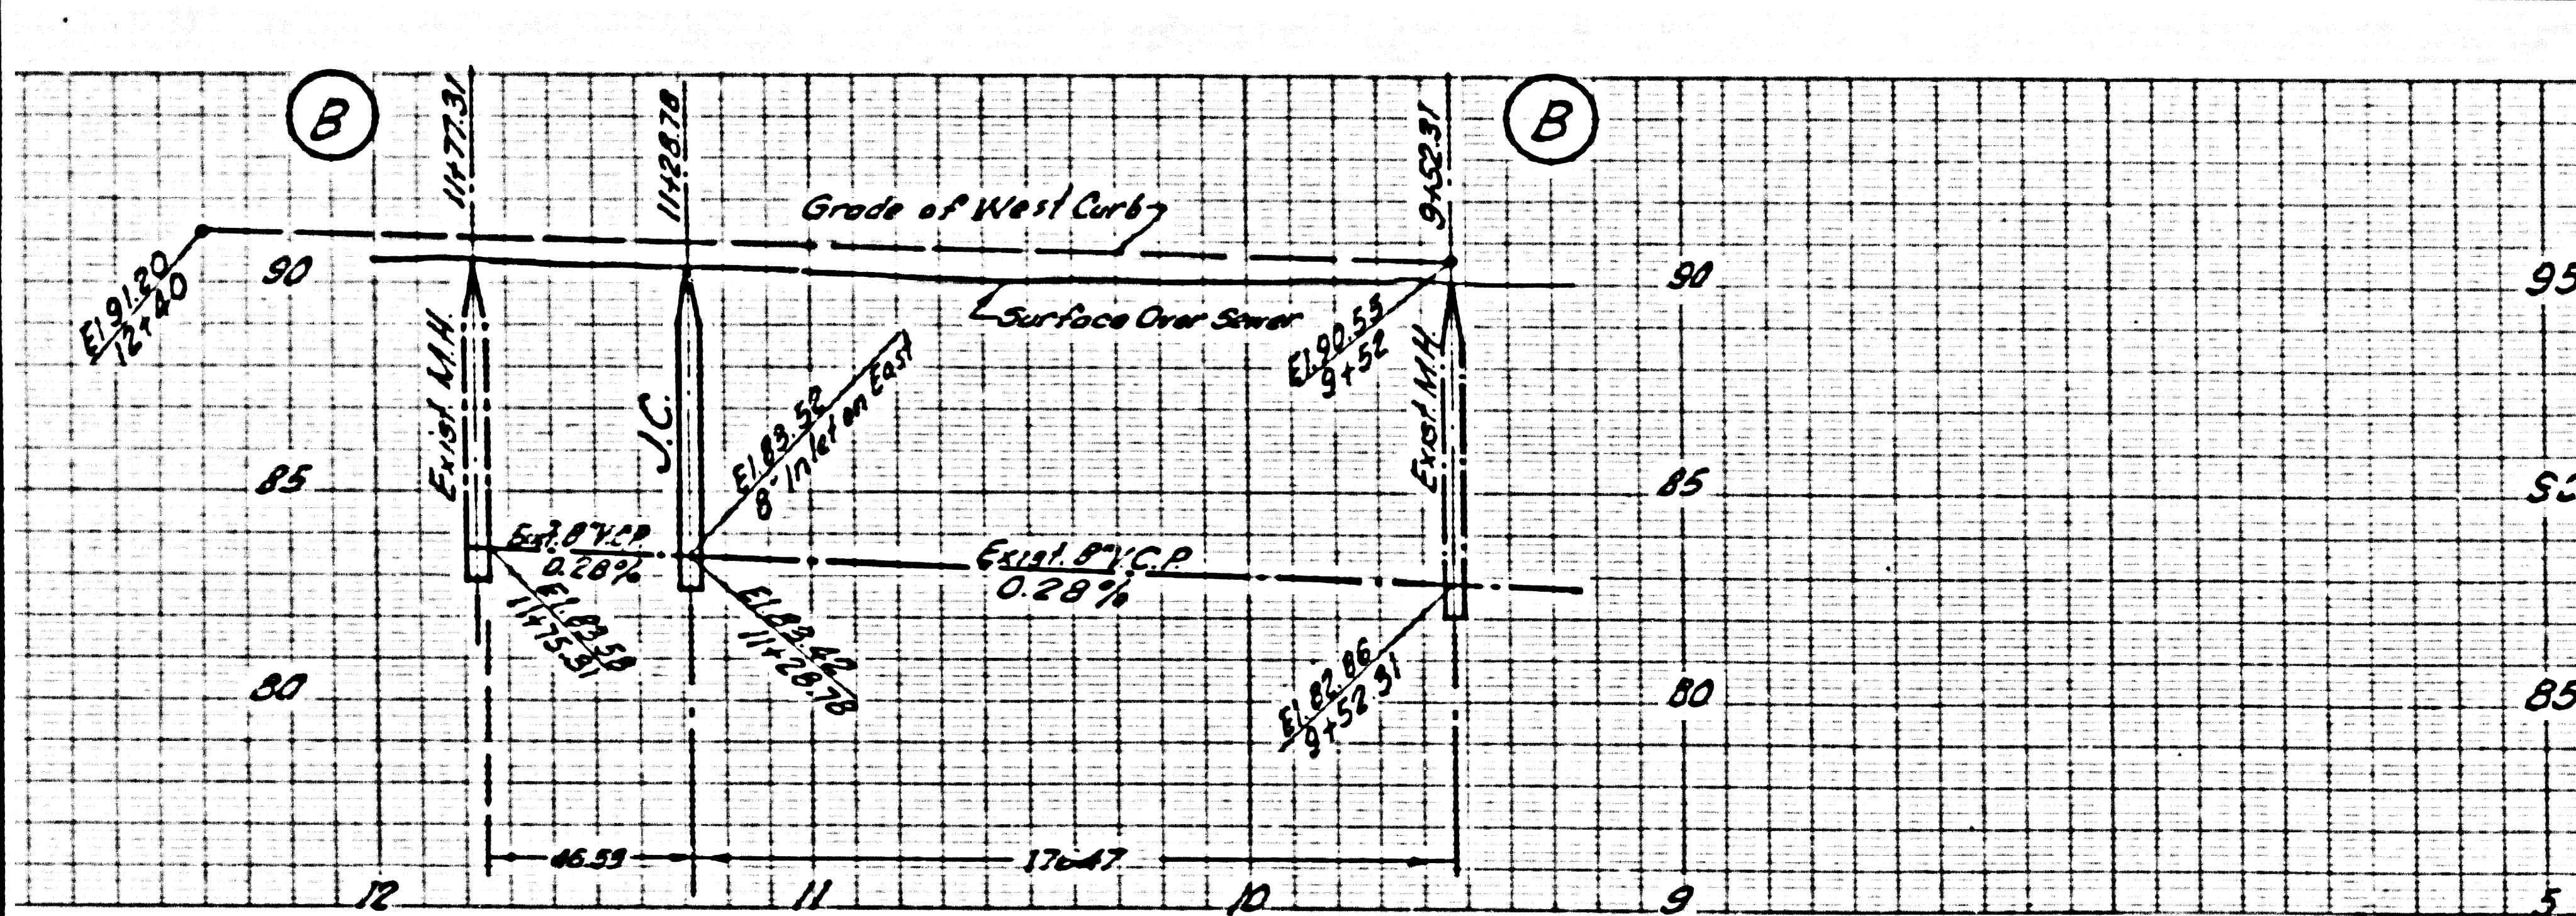 B
11+77.31
11+28.78
9+52.31
B
Grade of West Curb
El. 91.20
12+40
90
90
95
Surface Over Sewer
El. 90.55
9+52
Exist. M.H.
J.C.
El. 83.52
8" Inlet on East
Exist. M.H.
85
85
Exist. 8" V.C.P.
0.28%
Exist. 8" V.C.P.
0.28%
El. 83.58
11+75.31
El. 83.42
11+28.78
El. 82.86
9+52.31
80
80
85
46.59
176.47
12
11
10
9
5